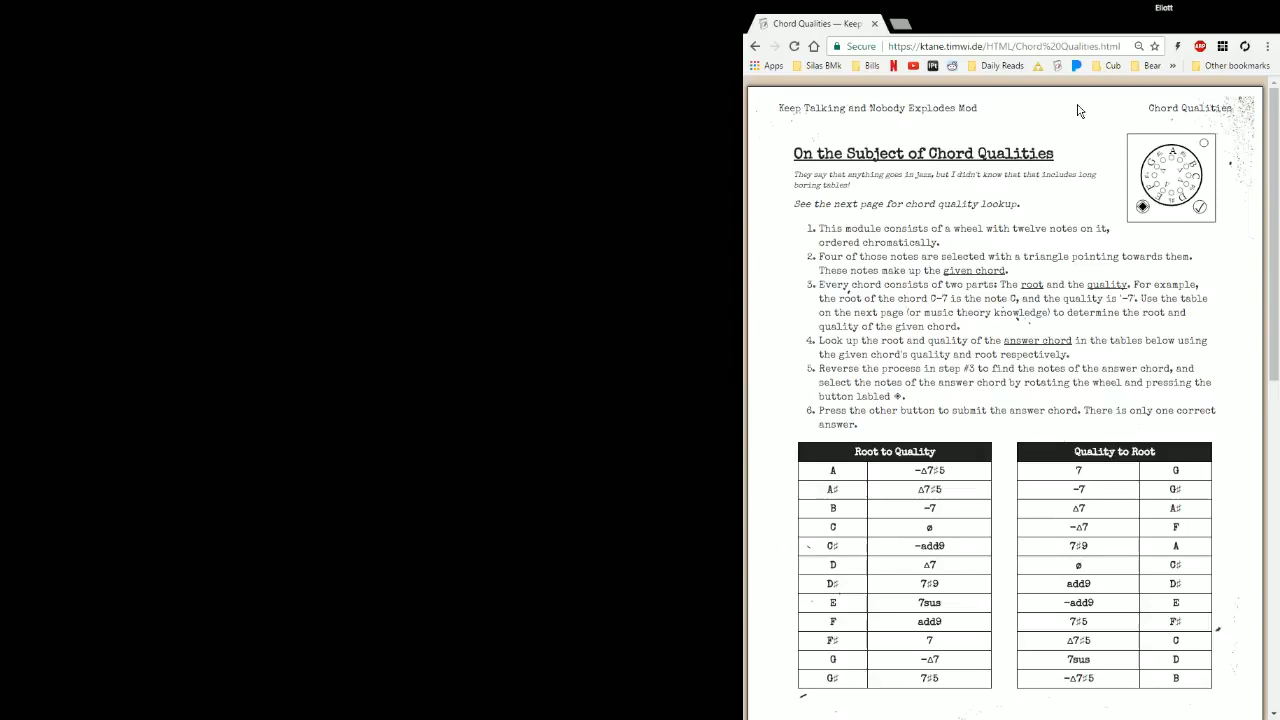 Eliott
Chord Qualities — Keep
Secure
https://ktane.timwi.de/HTML/Chord%20Qualities.html
Apps
Silas BMk
Bills
Daily Reads
Cub
Bear
»
Other bookmarks
Keep Talking and Nobody Explodes Mod
Chord Qualities
On the Subject of Chord Qualities
They say that anything goes in jazz, but I didn't know that that includes long
boring tables!
See the next page for chord quality lookup.
1. This module consists of a wheel with twelve notes on it,
ordered chromatically.
2. Four of those notes are selected with a triangle pointing towards them.
These notes make up the given chord.
3. Every chord consists of two parts: The root and the quality. For example,
the root of the chord C-7 is the note C, and the quality is '-7'. Use the table
on the next page (or music theory knowledge) to determine the root and
quality of the given chord.
4. Look up the root and quality of the answer chord in the tables below using
the given chord's quality and root respectively.
5. Reverse the process in step #3 to find the notes of the answer chord, and
select the notes of the answer chord by rotating the wheel and pressing the
button labled ◈.
6. Press the other button to submit the answer chord. There is only one correct
answer.
Root to Quality
A -Δ7♯5
A♯ Δ7♯5
B -7
C ø
C♯ -add9
D Δ7
D♯ 7♯9
E 7sus
F add9
F♯ 7
G -Δ7
G♯ 7♯5
Quality to Root
7 G
-7 G♯
Δ7 A♯
-Δ7 F
7♯9 A
ø C♯
add9 D♯
-add9 E
7♯5 F♯
Δ7♯5 C
7sus D
-Δ7♯5 B